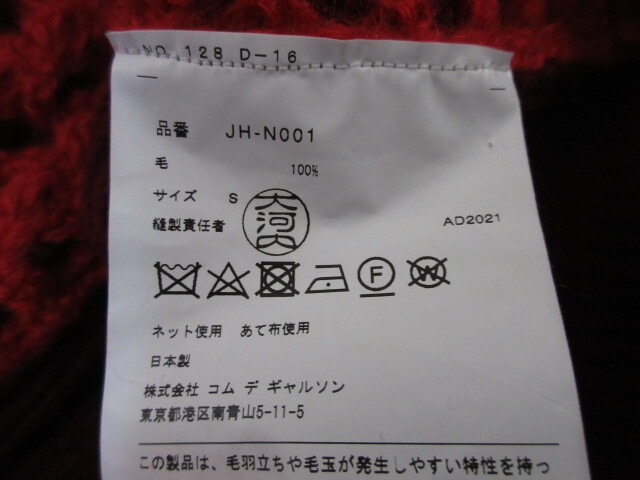 NO 128 D-16
品番 JH-N001
毛 100%
サイズ S
縫製責任者 大河内 AD2021
F W
ネット使用 あて布使用
日本製
株式会社 コム デ ギャルソン
東京都港区南青山5-11-5
この製品は、毛羽立ちや毛玉が発生しやすい特性を持っ